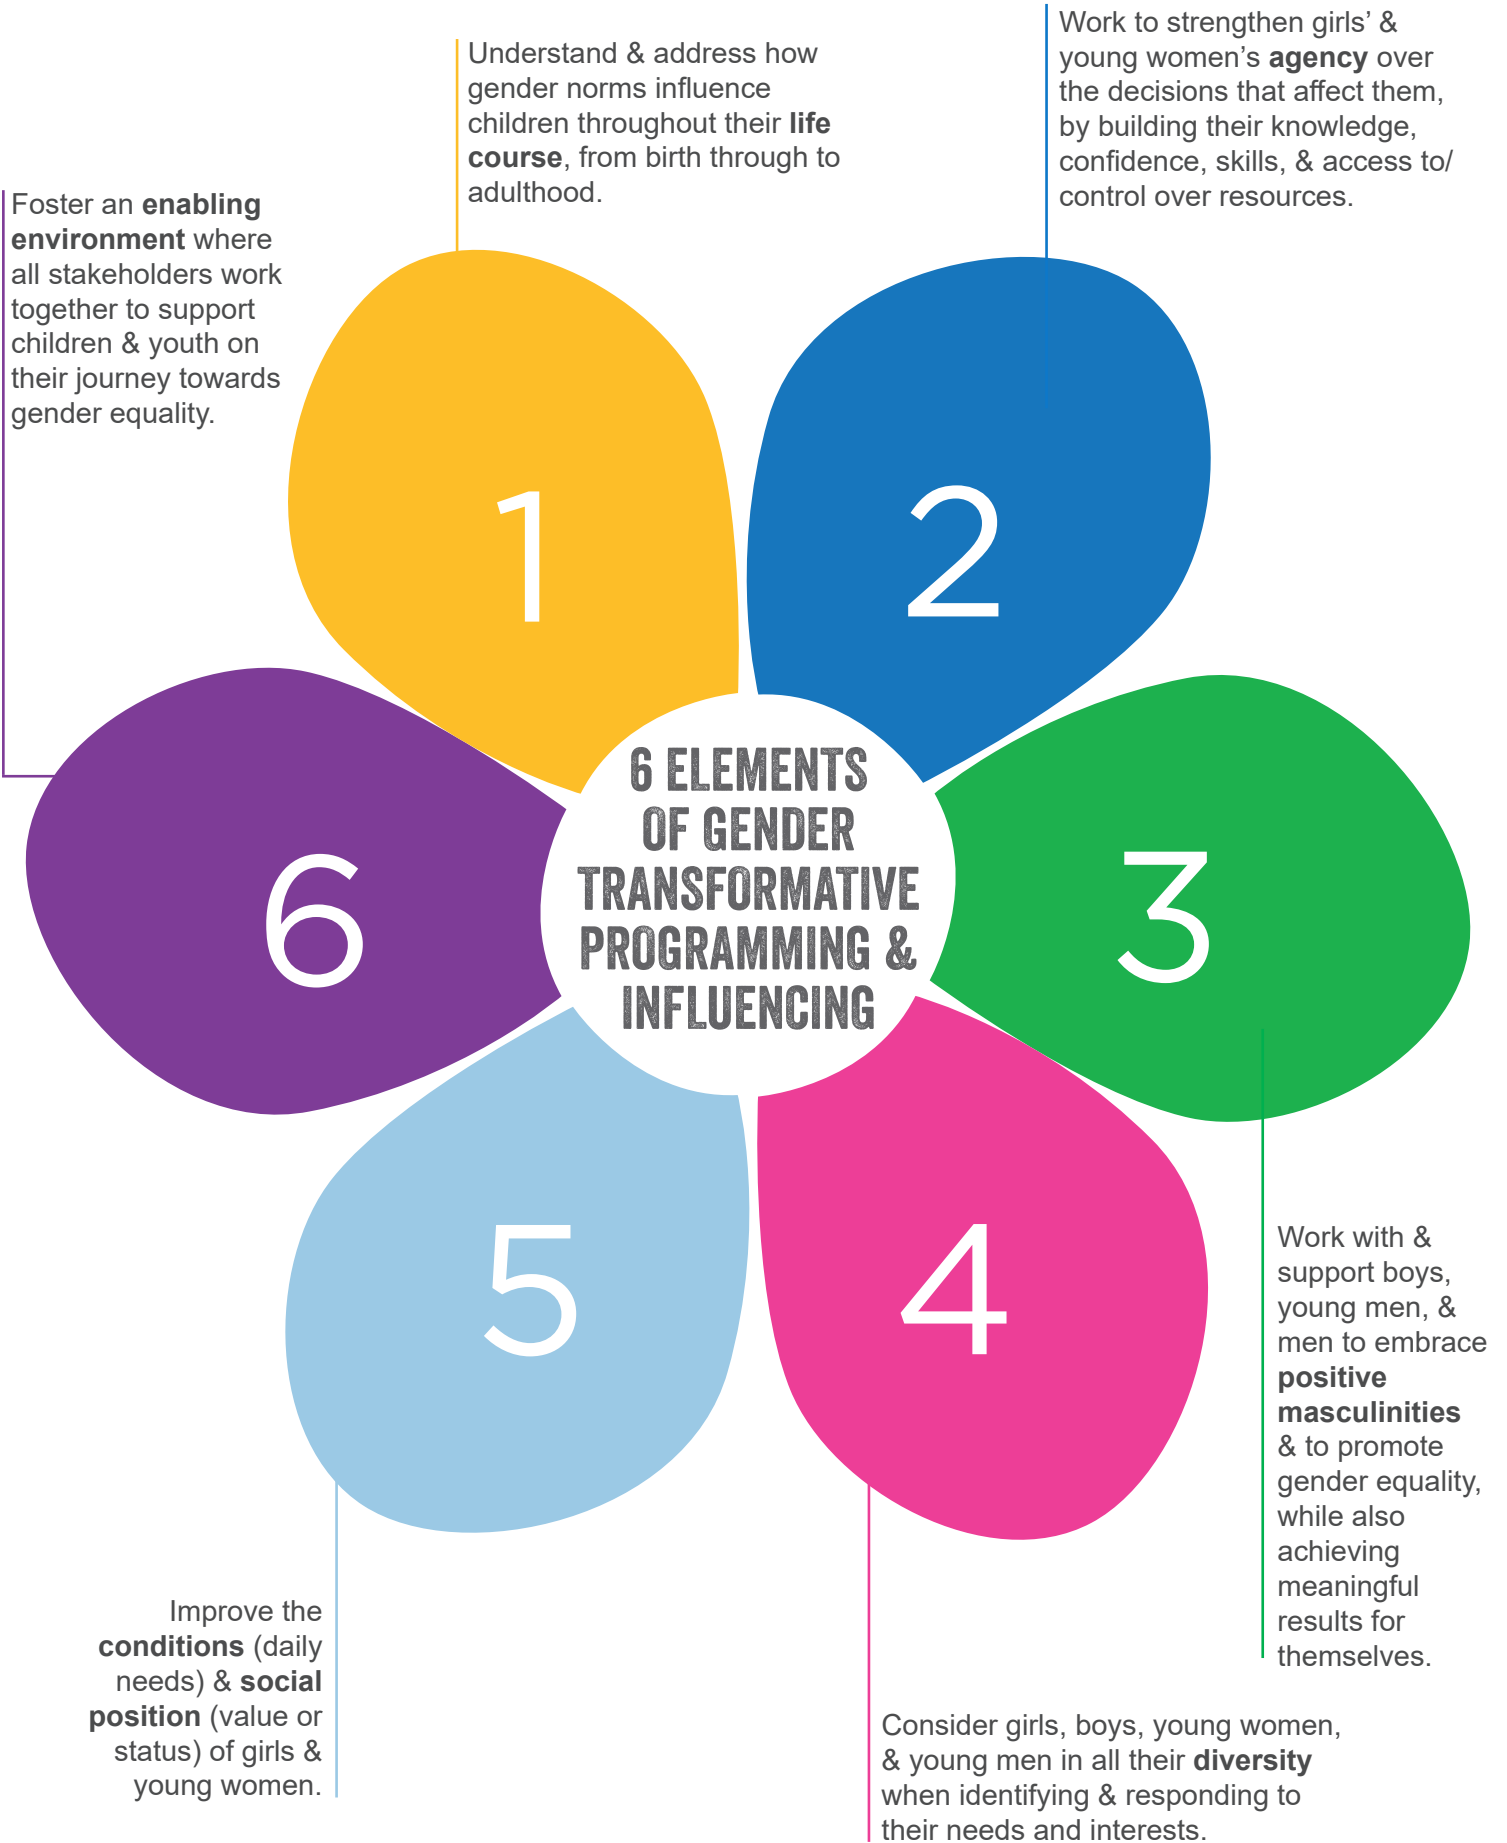 Understand & address how
gender norms influence
children throughout their life
course, from birth through to
adulthood.
Work to strengthen girls’ &
young women’s agency over
the decisions that affect them,
by building their knowledge,
confidence, skills, & access to/
control over resources.
Foster an enabling
environment where
all stakeholders work
together to support
children & youth on
their journey towards
gender equality.
1
2
6 ELEMENTS
OF GENDER
TRANSFORMATIVE
PROGRAMMING &
INFLUENCING
6
3
5
4
Work with &
support boys,
young men, &
men to embrace
positive
masculinities
& to promote
gender equality,
while also
achieving
meaningful
results for
themselves.
Improve the
conditions (daily
needs) & social
position (value or
status) of girls &
young women.
Consider girls, boys, young women,
& young men in all their diversity
when identifying & responding to
their needs and interests.